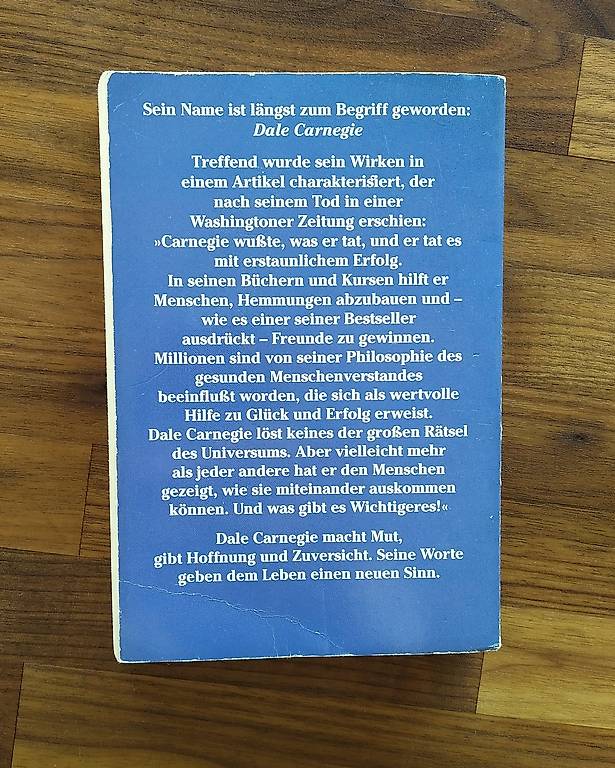 Sein Name ist längst zum Begriff geworden:
Dale Carnegie
Treffend wurde sein Wirken in
einem Artikel charakterisiert, der
nach seinem Tod in einer
Washingtoner Zeitung erschien:
»Carnegie wußte, was er tat, und er tat es
mit erstaunlichem Erfolg.
In seinen Büchern und Kursen hilft er
Menschen, Hemmungen abzubauen und –
wie es einer seiner Bestseller
ausdrückt – Freunde zu gewinnen.
Millionen sind von seiner Philosophie des
gesunden Menschenverstandes
beeinflußt worden, die sich als wertvolle
Hilfe zu Glück und Erfolg erweist.
Dale Carnegie löst keines der großen Rätsel
des Universums. Aber vielleicht mehr
als jeder andere hat er den Menschen
gezeigt, wie sie miteinander auskommen
können. Und was gibt es Wichtigeres!«
Dale Carnegie macht Mut,
gibt Hoffnung und Zuversicht. Seine Worte
geben dem Leben einen neuen Sinn.